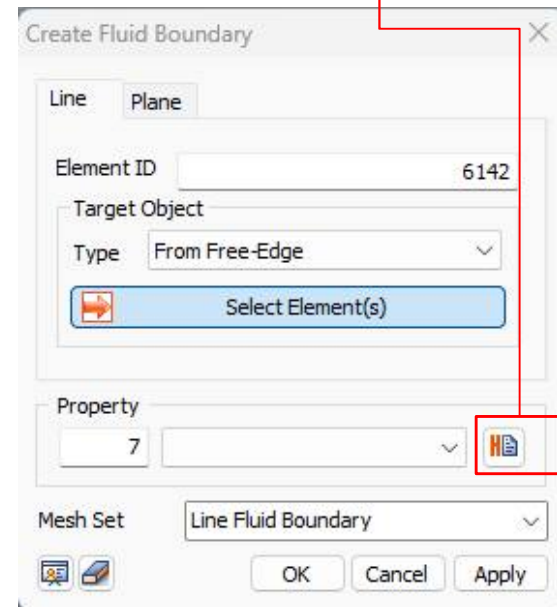 Create Fluid Boundary
Line Plane
Element ID 6142
Target Object
Type From Free-Edge
Select Element(s)
Property
7
Mesh Set Line Fluid Boundary
OK Cancel Apply